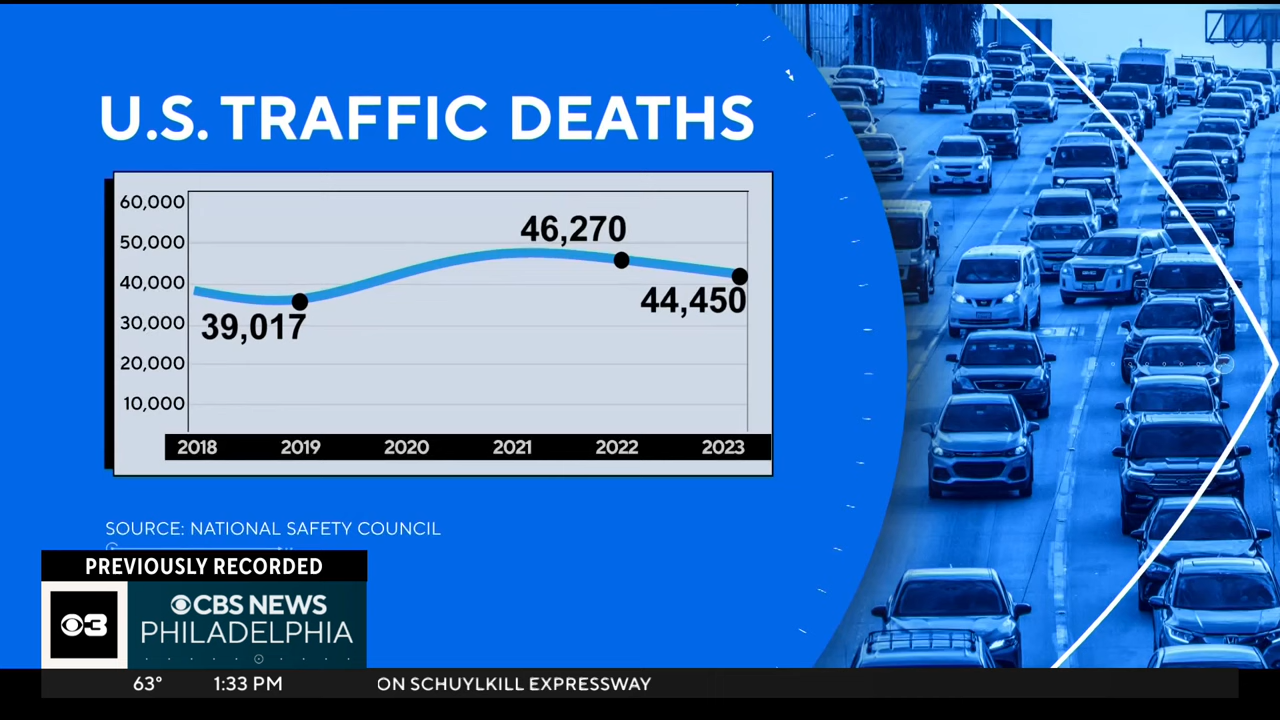 U.S. TRAFFIC DEATHS
60,000
50,000
40,000
30,000
20,000
10,000
46,270
44,450
39,017
2018 2019 2020 2021 2022 2023
SOURCE: NATIONAL SAFETY COUNCIL
PREVIOUSLY RECORDED
3 CBS NEWS
PHILADELPHIA
63° 1:33 PM ON SCHUYLKILL EXPRESSWAY